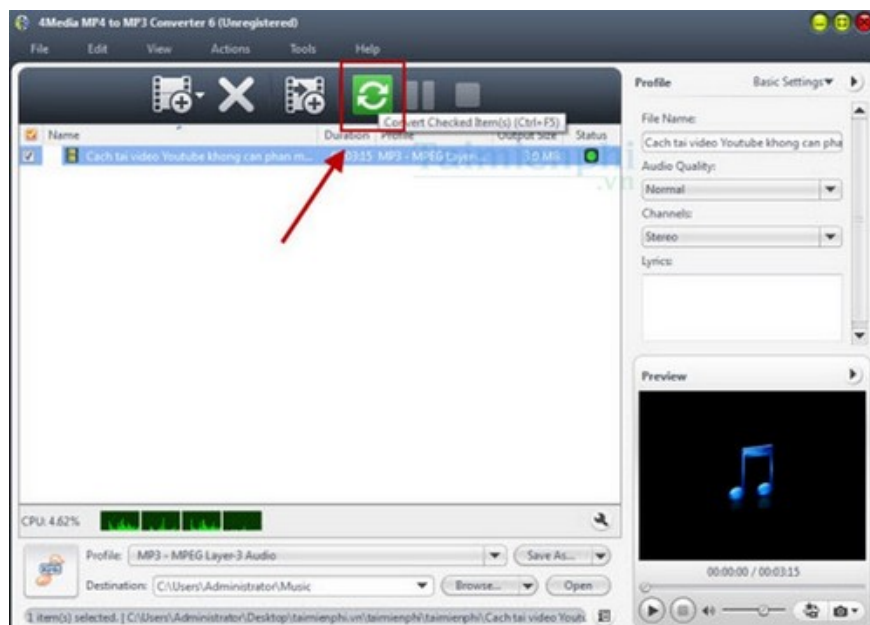 4Media MP4 to MP3 Converter 6 (Unregistered)
File Edit View Actions Tools Help
Convert Checked Item(s) (Ctrl+F5)
Name Duration Profile Output Size Status
Cach tai video Youtube khong can phan m... 03:15 MP3 - MPEG Layer- 3.0 MB
Taimienphi
.vn
Profile Basic Settings
File Name:
Cach tai video Youtube khong can pha
Audio Quality:
Normal
Channels:
Stereo
Lyrics:
Preview
00:00:00 / 00:03:15
CPU: 4.62%
Profile: MP3 - MPEG Layer-3 Audio Save As...
Destination: C:\Users\Administrator\Music Browse... Open
1 item(s) selected. | C:\Users\Administrator\Desktop\taimienphi.vn\taimienphi\taimienphi\Cach tai video Youtu